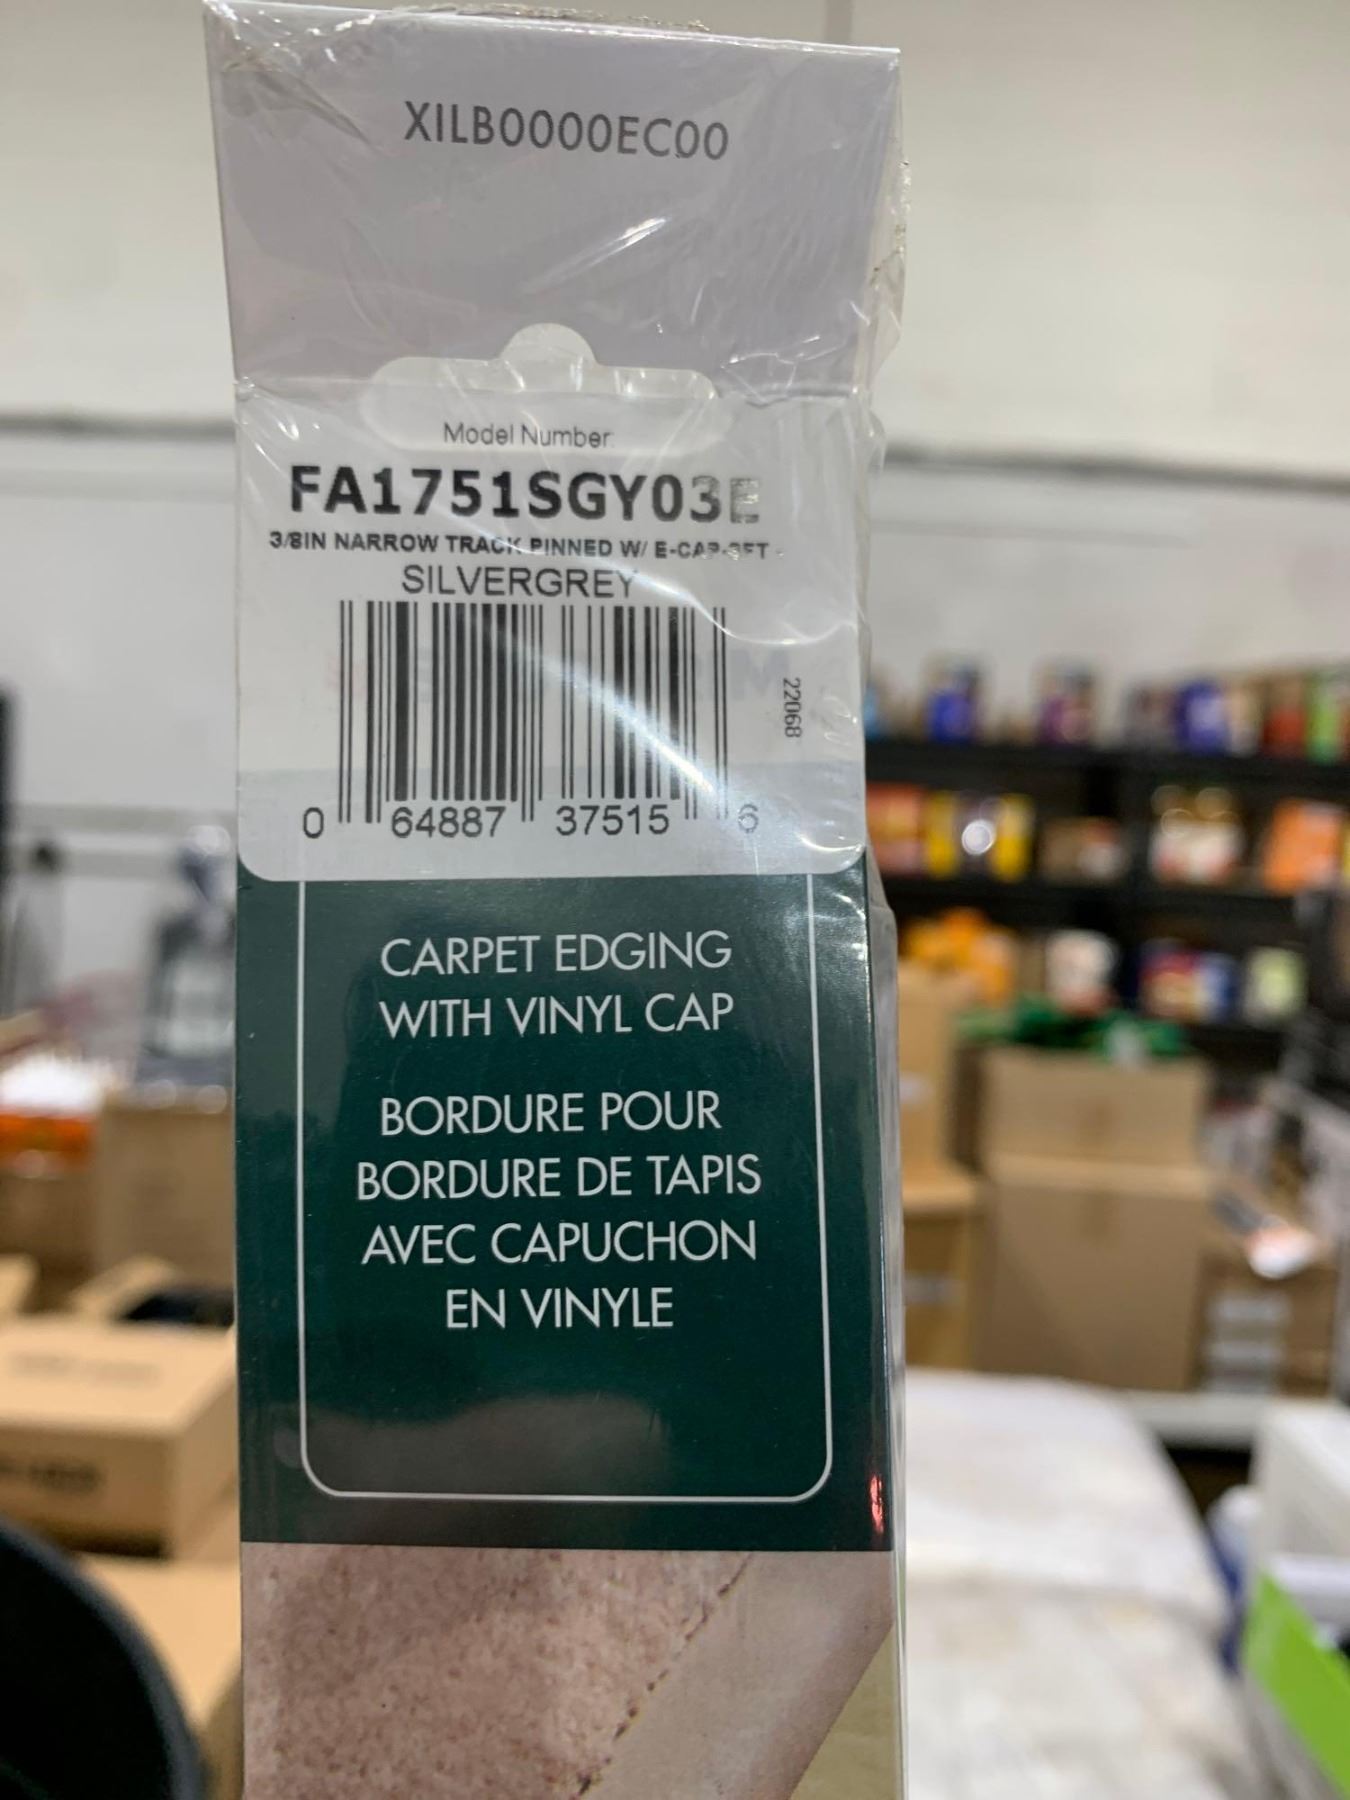 XILB0000EC00
Model Number:
FA1751SGY03E
3/8IN NARROW TRACK PINNED W/ E-CAP-3FT -
SILVERGREY
22068
0 64887 37515 6
CARPET EDGING
WITH VINYL CAP
BORDURE POUR
BORDURE DE TAPIS
AVEC CAPUCHON
EN VINYLE